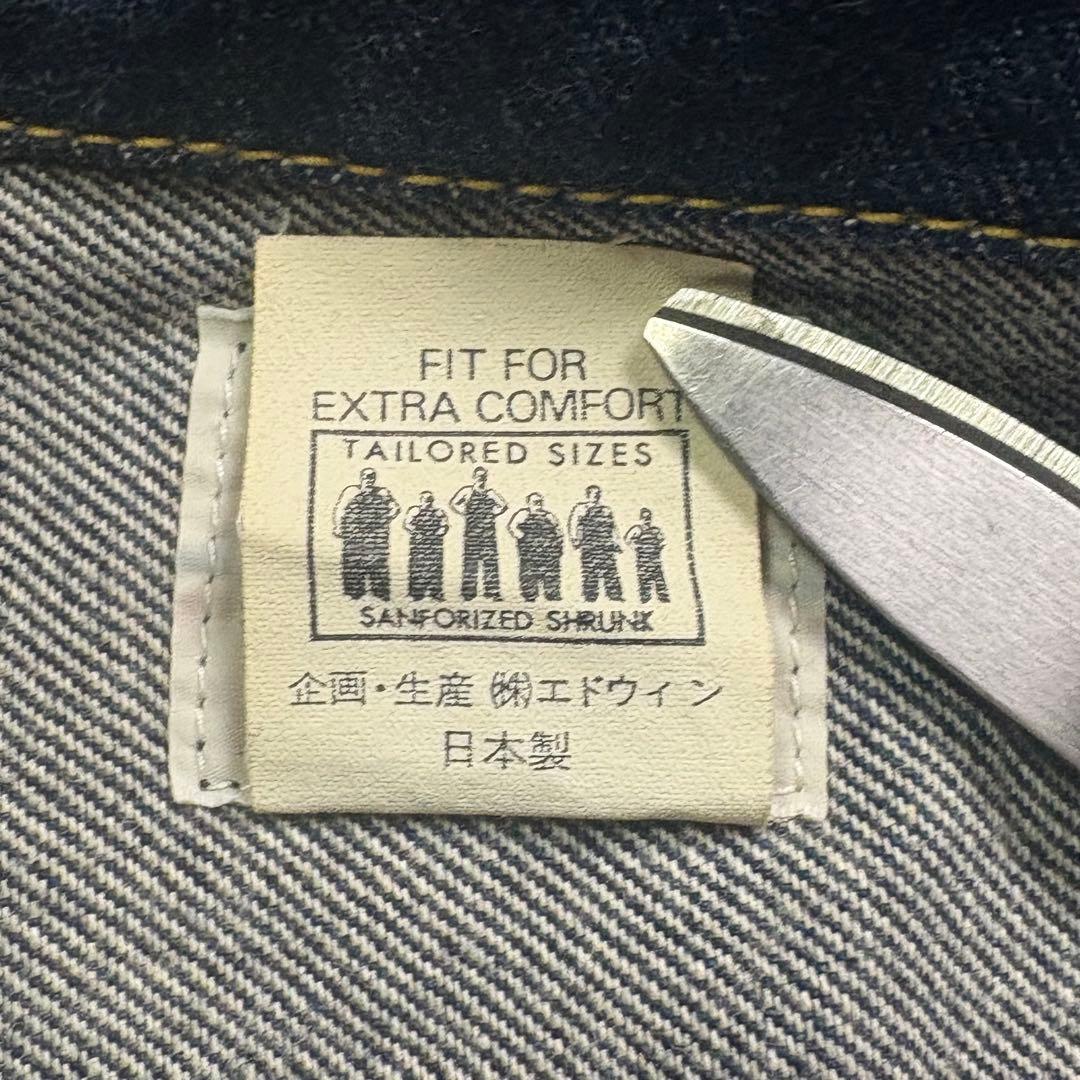 FIT FOR
EXTRA COMFORT
TAILORED SIZES
SANFORIZED SHRUNK
企画・生産 ㈱エドウィン
日本製